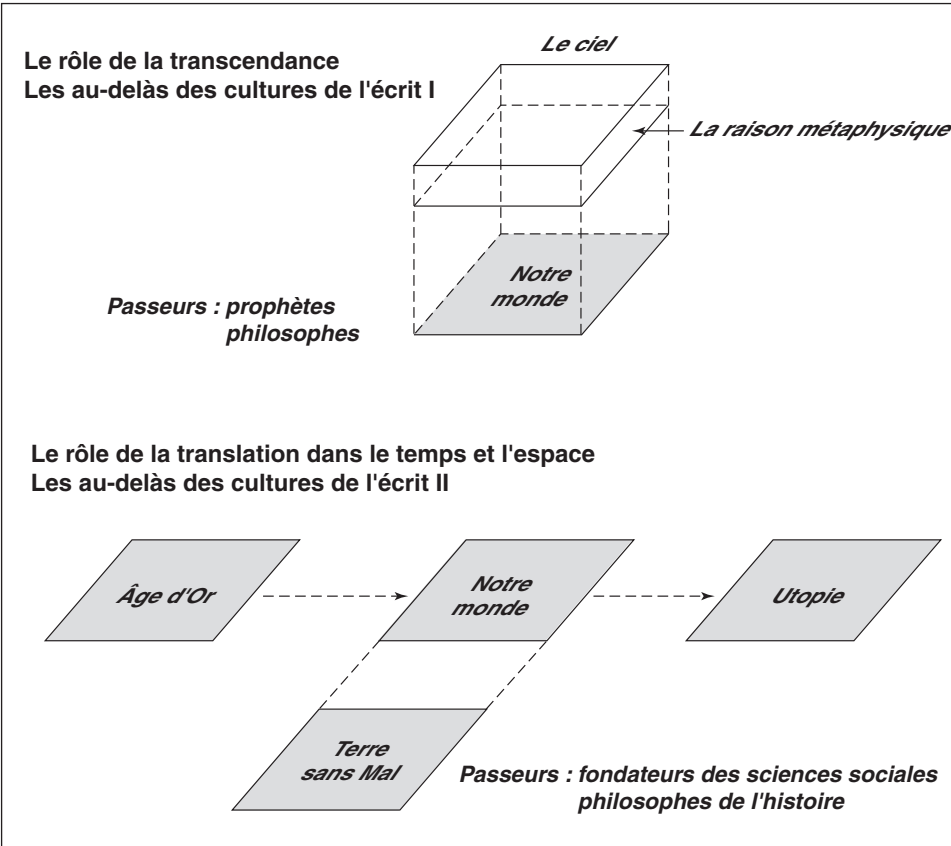 Le rôle de la transcendance
Les au-delàs des cultures de l'écrit I
Le ciel
La raison métaphysique
Notre
monde
Passeurs : prophètes
philosophes
Le rôle de la translation dans le temps et l'espace
Les au-delàs des cultures de l'écrit II
Âge d'Or
Notre
monde
Utopie
Terre
sans Mal
Passeurs : fondateurs des sciences sociales
philosophes de l'histoire